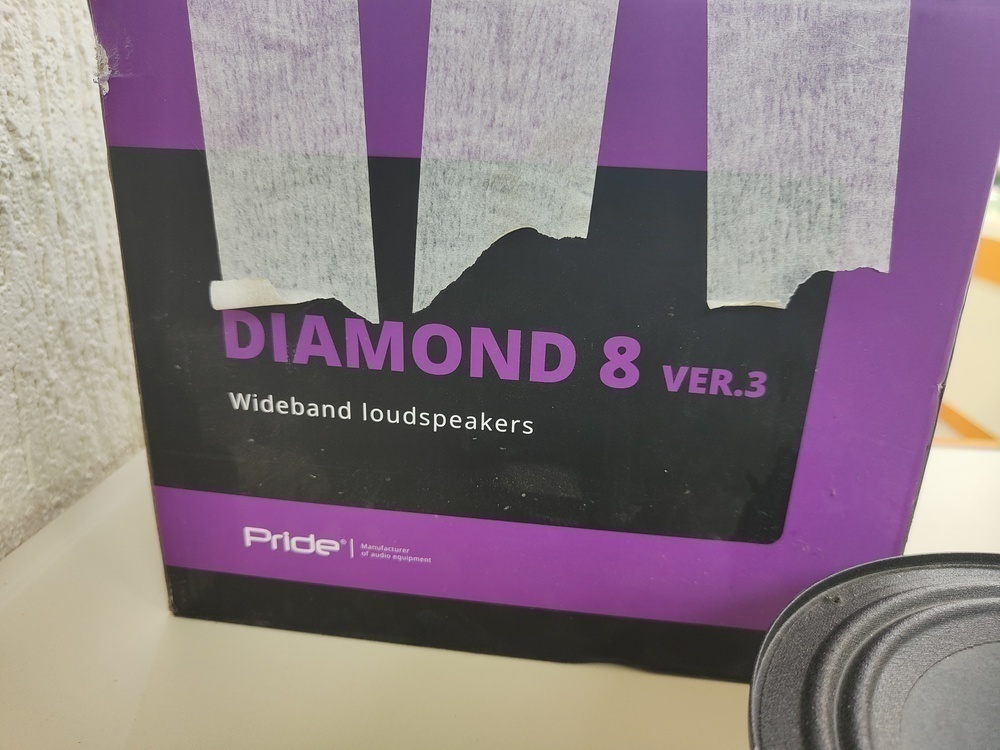 DIAMOND 8 VER.3
Wideband loudspeakers
Pride® | Manufacturer
of audio equipment